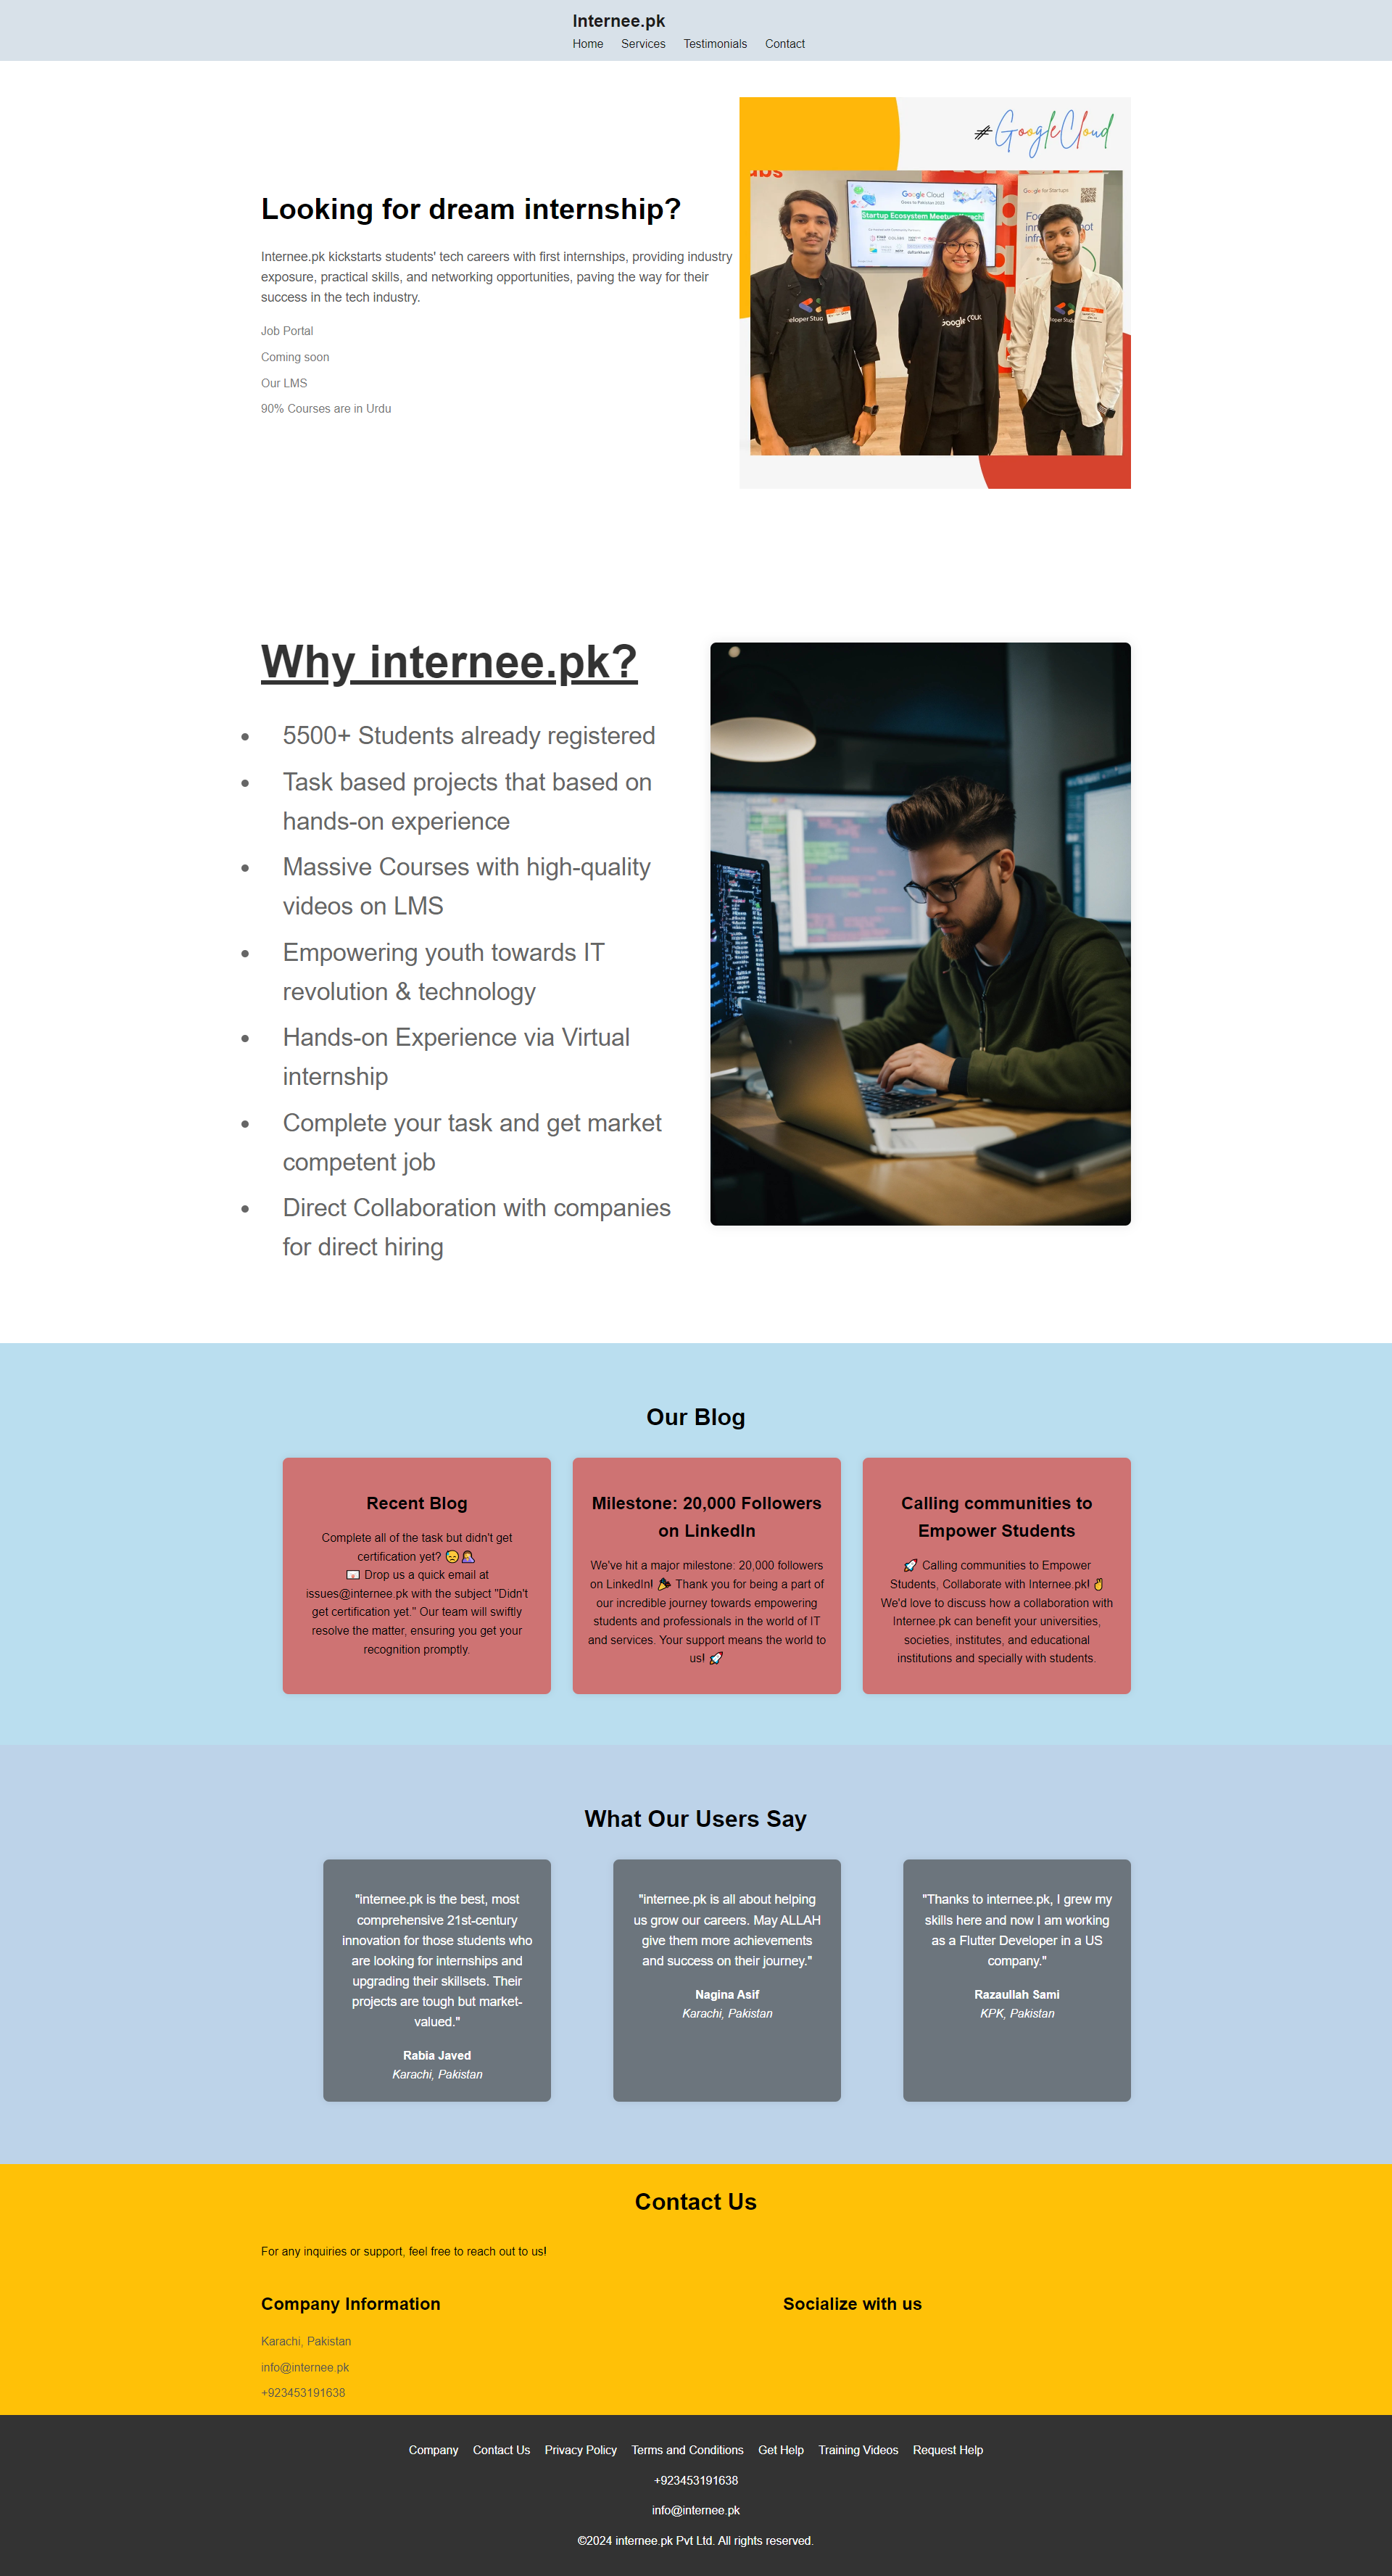 Internee.pk
Home Services Testimonials Contact
#GoogleCloud
Google Cloud
Startup Ecosystem Meetup
Google for Startups
Looking for dream internship?
Internee.pk kickstarts students' tech careers with first internships, providing industry
exposure, practical skills, and networking opportunities, paving the way for their
success in the tech industry.
Job Portal
Coming soon
Our LMS
90% Courses are in Urdu
Why internee.pk?
• 5500+ Students already registered
• Task based projects that based on
hands-on experience
• Massive Courses with high-quality
videos on LMS
• Empowering youth towards IT
revolution & technology
• Hands-on Experience via Virtual
internship
• Complete your task and get market
competent job
• Direct Collaboration with companies
for direct hiring
Our Blog
Recent Blog
Complete all of the task but didn't get
certification yet? 😓🤦
📧 Drop us a quick email at
issues@internee.pk with the subject "Didn't
get certification yet." Our team will swiftly
resolve the matter, ensuring you get your
recognition promptly.
Milestone: 20,000 Followers
on LinkedIn
We've hit a major milestone: 20,000 followers
on LinkedIn! 🎉 Thank you for being a part of
our incredible journey towards empowering
students and professionals in the world of IT
and services. Your support means the world to
us! 🚀
Calling communities to
Empower Students
🚀 Calling communities to Empower
Students, Collaborate with Internee.pk! ✌
We'd love to discuss how a collaboration with
Internee.pk can benefit your universities,
societies, institutes, and educational
institutions and specially with students.
What Our Users Say
"internee.pk is the best, most
comprehensive 21st-century
innovation for those students who
are looking for internships and
upgrading their skillsets. Their
projects are tough but market-
valued."
Rabia Javed
Karachi, Pakistan
"internee.pk is all about helping
us grow our careers. May ALLAH
give them more achievements
and success on their journey."
Nagina Asif
Karachi, Pakistan
"Thanks to internee.pk, I grew my
skills here and now I am working
as a Flutter Developer in a US
company."
Razaullah Sami
KPK, Pakistan
Contact Us
For any inquiries or support, feel free to reach out to us!
Company Information
Karachi, Pakistan
info@internee.pk
+923453191638
Socialize with us
Company Contact Us Privacy Policy Terms and Conditions Get Help Training Videos Request Help
+923453191638
info@internee.pk
©2024 internee.pk Pvt Ltd. All rights reserved.